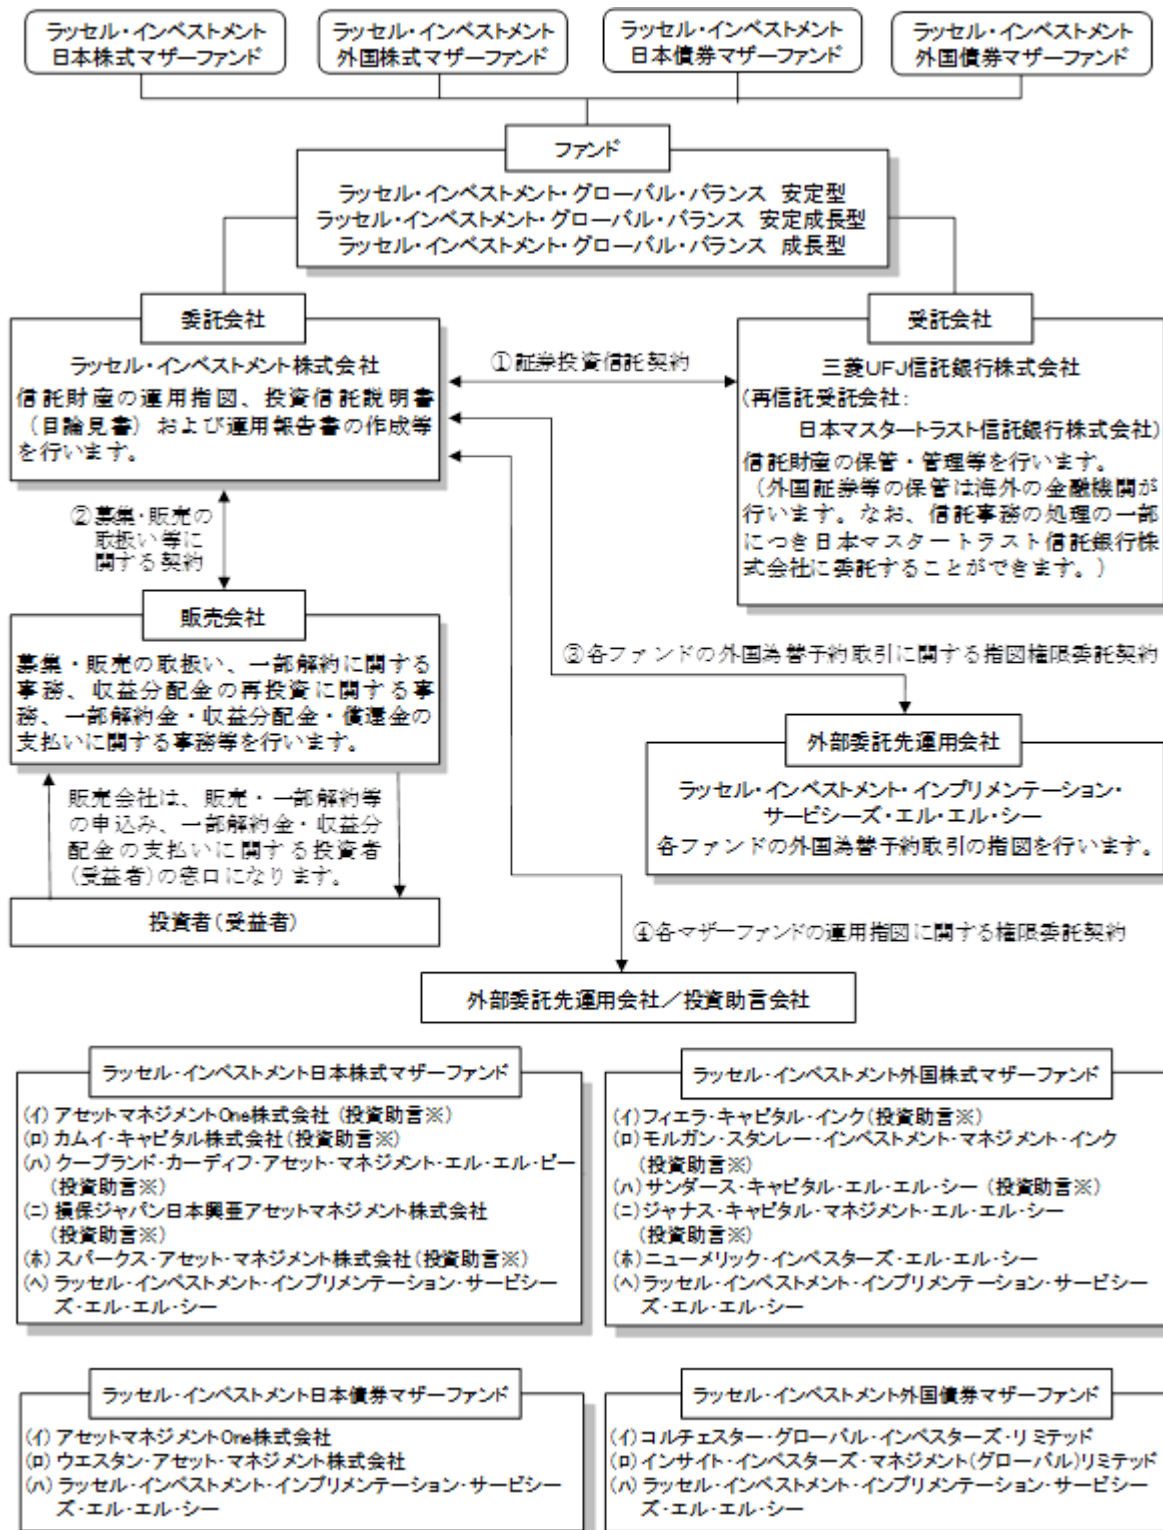 ラッセル・インベストメント
日本株式マザーファンド
ラッセル・インベストメント
外国株式マザーファンド
ラッセル・インベストメント
日本債券マザーファンド
ラッセル・インベストメント
外国債券マザーファンド
ファンド
ラッセル・インベストメント・グローバル・バランス 安定型
ラッセル・インベストメント・グローバル・バランス 安定成長型
ラッセル・インベストメント・グローバル・バランス 成長型
委託会社
ラッセル・インベストメント株式会社
信託財産の運用指図、投資信託説明書
（目論見書）および運用報告書の作成等
を行います。
①証券投資信託契約
受託会社
三菱UFJ信託銀行株式会社
(再信託受託会社：
日本マスタートラスト信託銀行株式会社)
信託財産の保管・管理等を行います。
（外国証券等の保管は海外の金融機関が
行います。なお、信託事務の処理の一部
につき日本マスタートラスト信託銀行株
式会社に委託することができます。）
②募集・販売の
取扱い等に
関する契約
販売会社
募集・販売の取扱い、一部解約に関する
事務、収益分配金の再投資に関する事
務、一部解約金・収益分配金・償還金の
支払いに関する事務等を行います。
③各ファンドの外国為替予約取引に関する指図権限委託契約
外部委託先運用会社
ラッセル・インベストメント・インプリメンテーション・
サービシーズ・エル・エル・シー
各ファンドの外国為替予約取引の指図を行います。
販売会社は、販売・一部解約等
の申込み、一部解約金・収益分
配金の支払いに関する投資者
(受益者)の窓口になります。
投資者(受益者)
④各マザーファンドの運用指図に関する権限委託契約
外部委託先運用会社／投資助言会社
ラッセル・インベストメント日本株式マザーファンド
(イ) アセットマネジメントOne株式会社 (投資助言※)
(ロ) カムイ・キャピタル株式会社(投資助言※)
(ハ) クープランド・カーディフ・アセット・マネジメント・エル・エル・ピー
(投資助言※)
(ニ) 損保ジャパン日本興亜アセットマネジメント株式会社
(投資助言※)
(ホ) スパークス・アセット・マネジメント株式会社(投資助言※)
(ヘ) ラッセル・インベストメント・インプリメンテーション・サービシー
ズ・エル・エル・シー
ラッセル・インベストメント外国株式マザーファンド
(イ) フィエラ・キャピタル・インク(投資助言※)
(ロ) モルガン・スタンレー・インベストメント・マネジメント・インク
(投資助言※)
(ハ) サンダース・キャピタル・エル・エル・シー (投資助言※)
(ニ) ジャナス・キャピタル・マネジメント・エル・エル・シー
(投資助言※)
(ホ) ニューメリック・インベスターズ・エル・エル・シー
(ヘ) ラッセル・インベストメント・インプリメンテーション・サービシー
ズ・エル・エル・シー
ラッセル・インベストメント日本債券マザーファンド
(イ) アセットマネジメントOne株式会社
(ロ) ウエスタン・アセット・マネジメント株式会社
(ハ) ラッセル・インベストメント・インプリメンテーション・サービシー
ズ・エル・エル・シー
ラッセル・インベストメント外国債券マザーファンド
(イ) コルチェスター・グローバル・インベスターズ・リミテッド
(ロ) インサイト・インベスターズ・マネジメント(グローバル)リミテッド
(ハ) ラッセル・インベストメント・インプリメンテーション・サービシー
ズ・エル・エル・シー